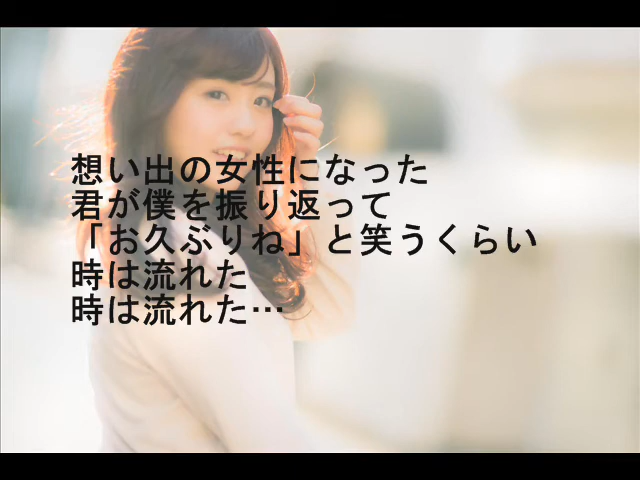 想い出の女性になった
君が僕を振り返って
「お久ぶりね」と笑うくらい
時は流れた
時は流れた…